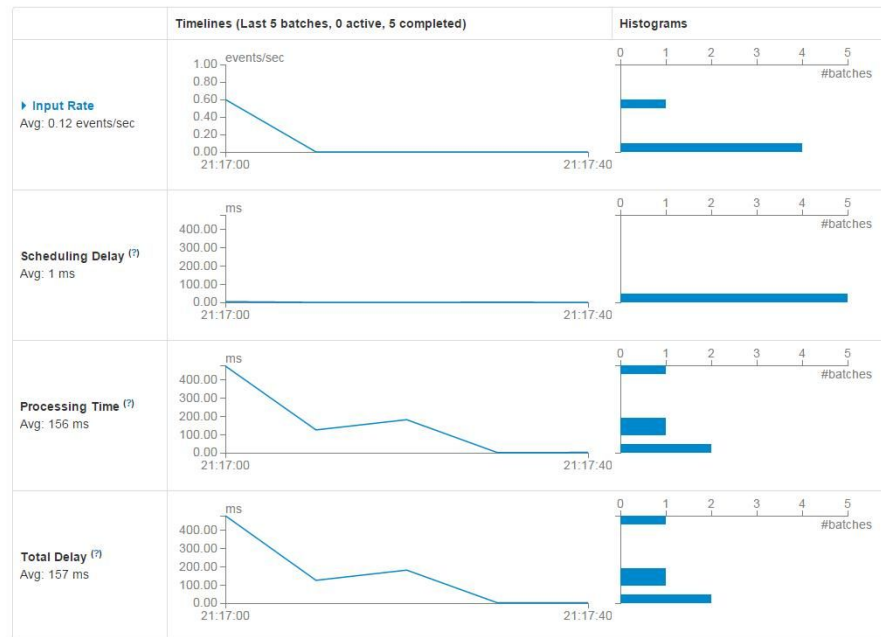 Timelines (Last 5 batches, 0 active, 5 completed)
Histograms
Input Rate
Avg: 0.12 events/sec
events/sec
1.00
0.80
0.60
0.40
0.20
0.00
21:17:00
21:17:40
0 1 2 3 4 5
#batches
Scheduling Delay (?)
Avg: 1 ms
ms
400.00
300.00
200.00
100.00
0.00
21:17:00
21:17:40
0 1 2 3 4 5
#batches
Processing Time (?)
Avg: 156 ms
ms
400.00
300.00
200.00
100.00
0.00
21:17:00
21:17:40
0 1 2 3 4 5
#batches
Total Delay (?)
Avg: 157 ms
ms
400.00
300.00
200.00
100.00
0.00
21:17:00
21:17:40
0 1 2 3 4 5
#batches